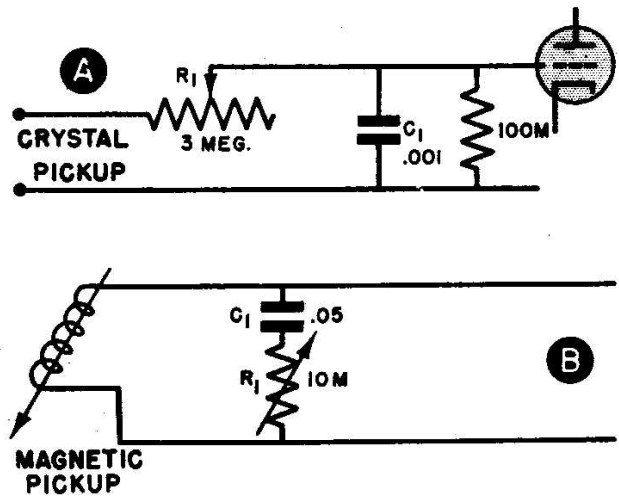 A
R1
3 MEG.
CRYSTAL
PICKUP
C1
.001
100M
C1 .05
R1 10M
B
MAGNETIC
PICKUP